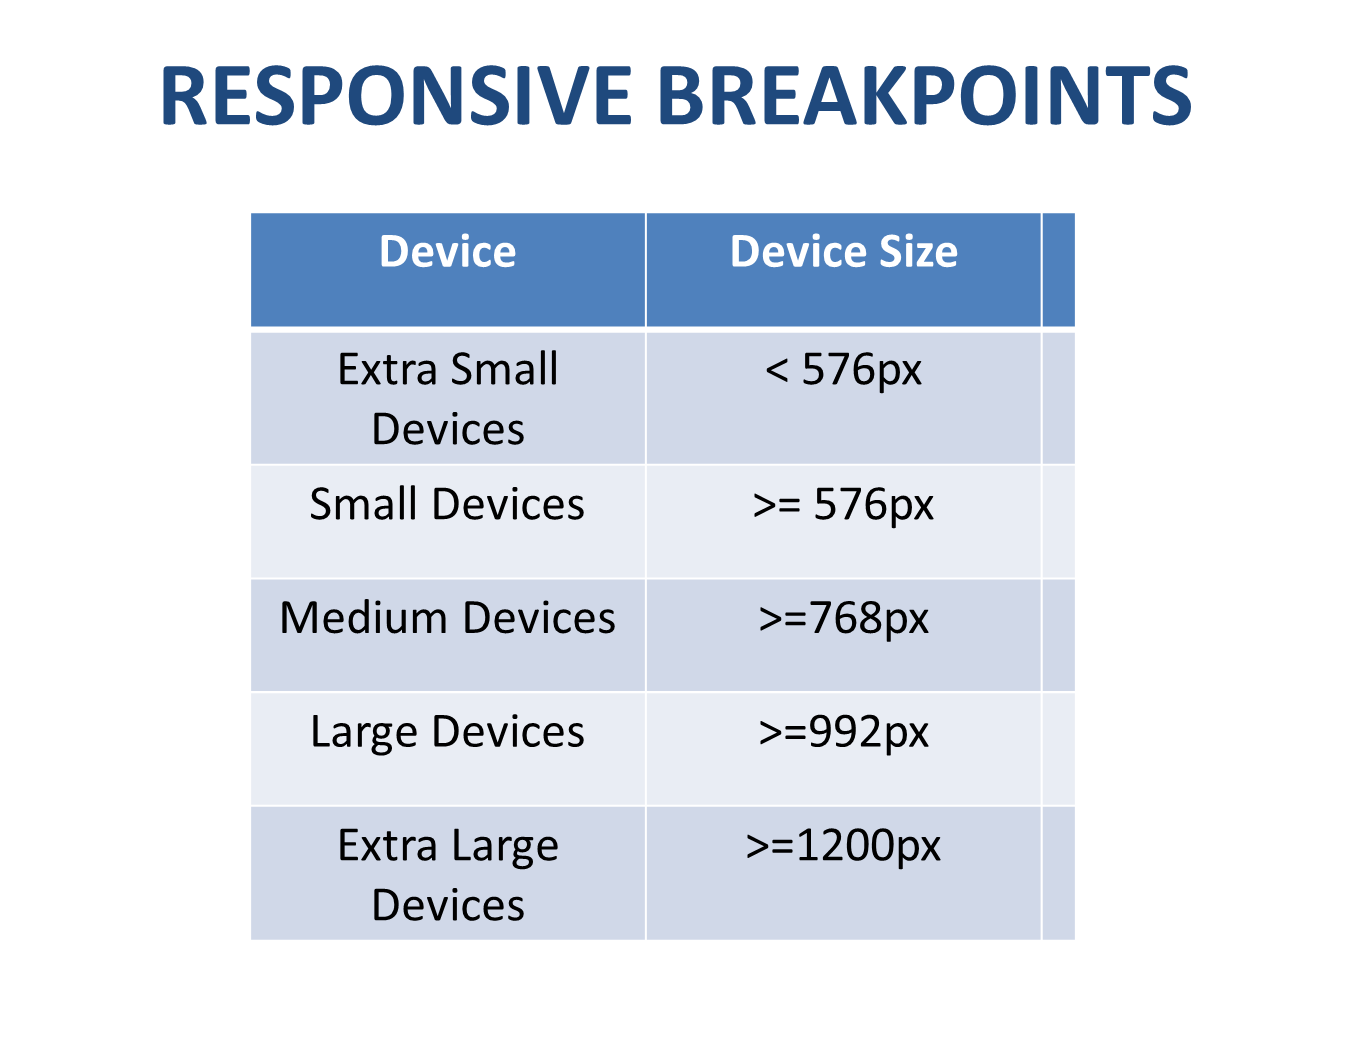 RESPONSIVE BREAKPOINTS
Device
Device Size
Extra Small
Devices
< 576px
Small Devices
>= 576px
Medium Devices
>=768px
Large Devices
>=992px
Extra Large
Devices
>=1200px